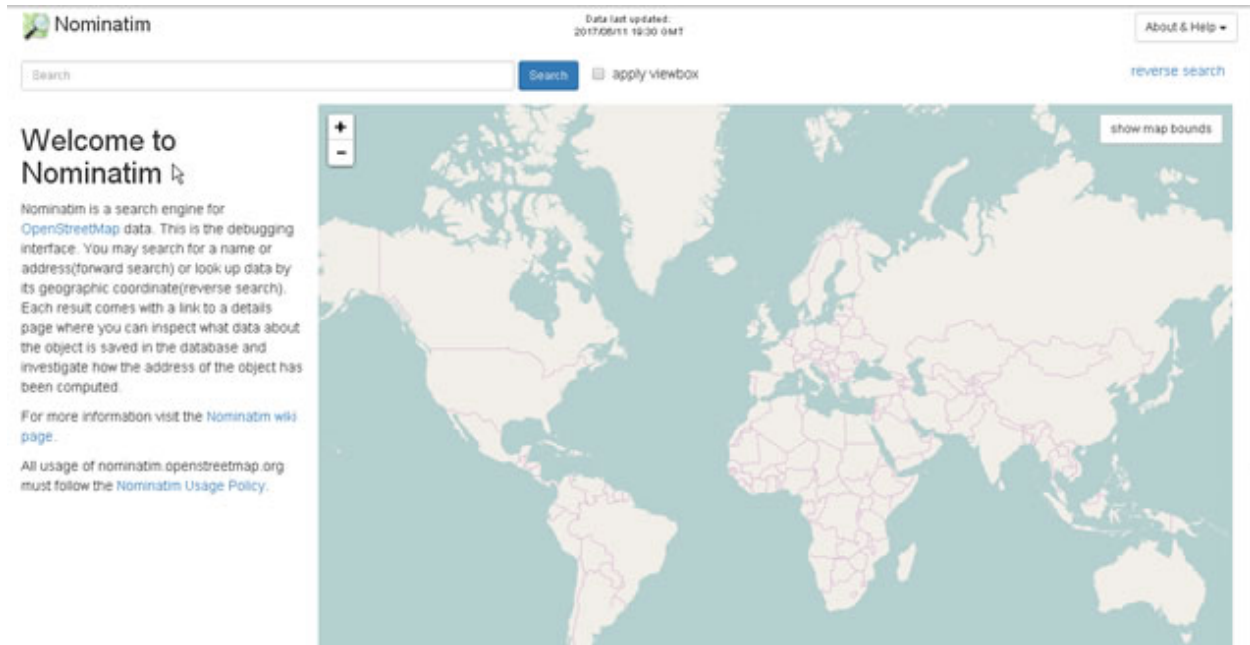 Nominatim
Data last updated:
2017/06/11 19:30 GMT
About & Help
Search
Search
apply viewbox
reverse search
+
-
show map bounds
Welcome to
Nominatim
Nominatim is a search engine for
OpenStreetMap data. This is the debugging
interface. You may search for a name or
address(forward search) or look up data by
its geographic coordinate(reverse search).
Each result comes with a link to a details
page where you can inspect what data about
the object is saved in the database and
investigate how the address of the object has
been computed.
For more information visit the Nominatim wiki
page.
All usage of nominatim.openstreetmap.org
must follow the Nominatim Usage Policy.